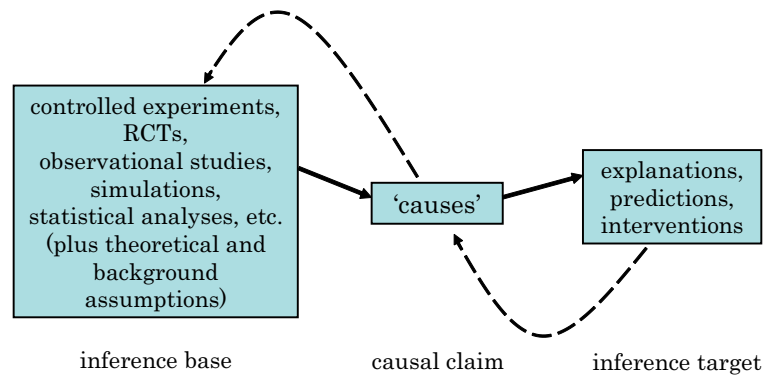 controlled experiments,
RCTs,
observational studies,
simulations,
statistical analyses, etc.
(plus theoretical and
background
assumptions)
‘causes’
explanations,
predictions,
interventions
inference base
causal claim
inference target